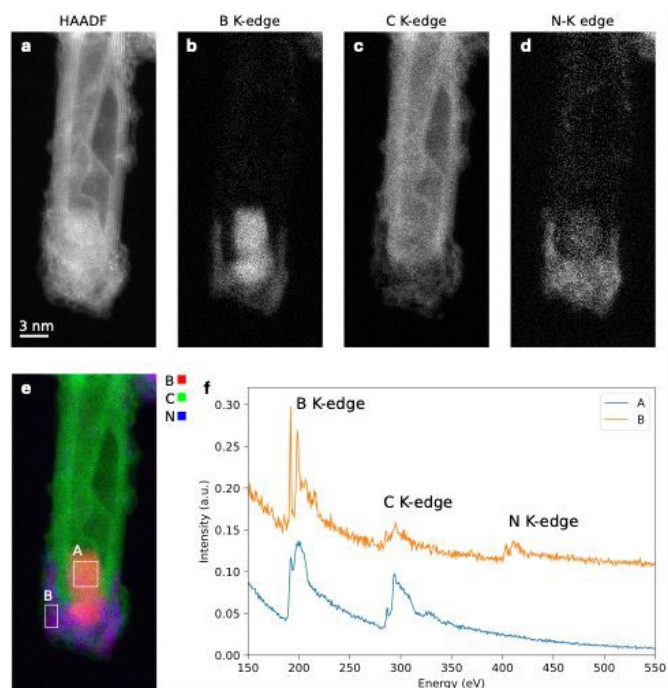 HAADF
B K-edge
C K-edge
N-K edge
a
b
c
d
3 nm
e
B
C
N
A
B
f
Intensity (a.u.)
0.30
0.25
0.20
0.15
0.10
0.05
0.00
B K-edge
C K-edge
N K-edge
A
B
150 200 250 300 350 400 450 500 550
Energy (eV)